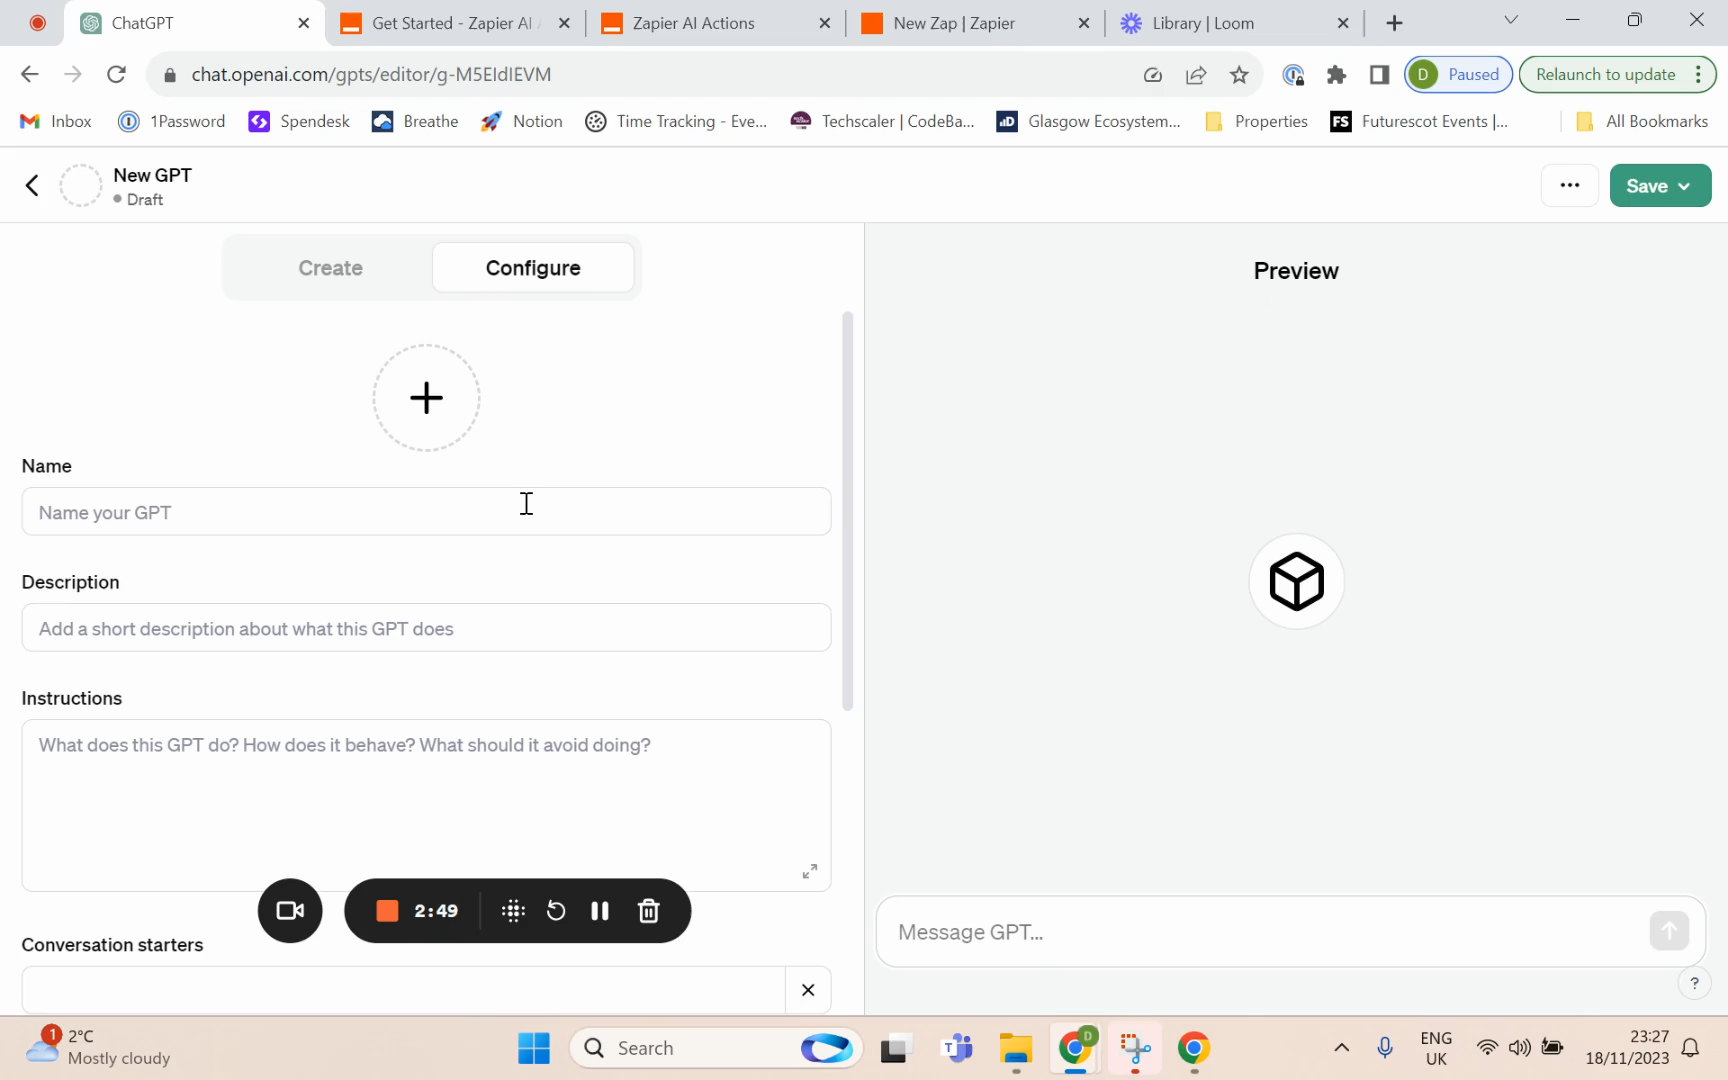 ChatGPT
Get Started - Zapier AI A
Zapier AI Actions
New Zap | Zapier
Library | Loom
chat.openai.com/gpts/editor/g-M5EIdIEVM
D Paused
Relaunch to update
Inbox
1Password
Spendesk
Breathe
Notion
Time Tracking - Eve...
Techscaler | CodeBa...
Glasgow Ecosystem...
Properties
FS Futurescot Events |...
All Bookmarks
New GPT
Draft
Save
Create
Configure
Preview
Name
Name your GPT
Description
Add a short description about what this GPT does
Instructions
What does this GPT do? How does it behave? What should it avoid doing?
2:49
Conversation starters
Message GPT...
?
1
2°C
Mostly cloudy
Search
D
ENG
UK
23:27
18/11/2023